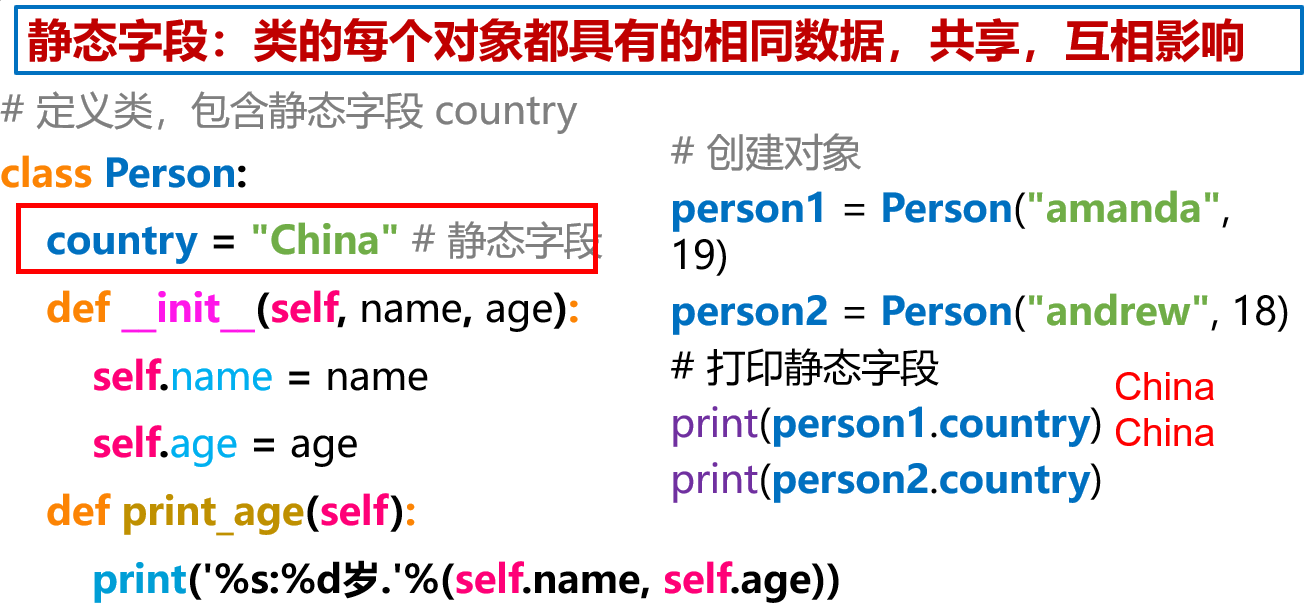 静态字段：类的每个对象都具有的相同数据，共享，互相影响
# 定义类，包含静态字段 country
class Person:
country = "China" # 静态字段
def __init__(self, name, age):
self.name = name
self.age = age
def print_age(self):
print('%s:%d岁.'%(self.name, self.age))
# 创建对象
person1 = Person("amanda",
19)
person2 = Person("andrew", 18)
# 打印静态字段
print(person1.country)
print(person2.country)
China
China